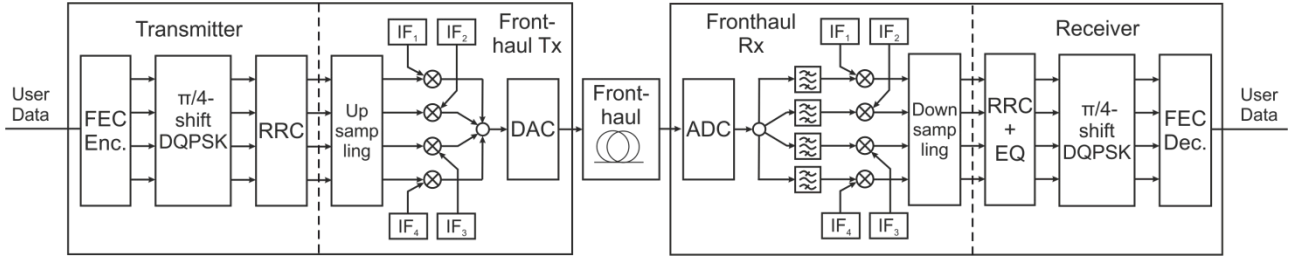 User
Data
Transmitter
FEC
Enc.
π/4-
shift
DQPSK
RRC
Up
samp
ling
IF1
IF2
IF4
IF3
Front-
haul Tx
DAC
Front-
haul
Fronthaul
Rx
ADC
IF1
IF2
IF4
IF3
Down
samp
ling
Receiver
RRC
+
EQ
π/4-
shift
DQPSK
FEC
Dec.
User
Data